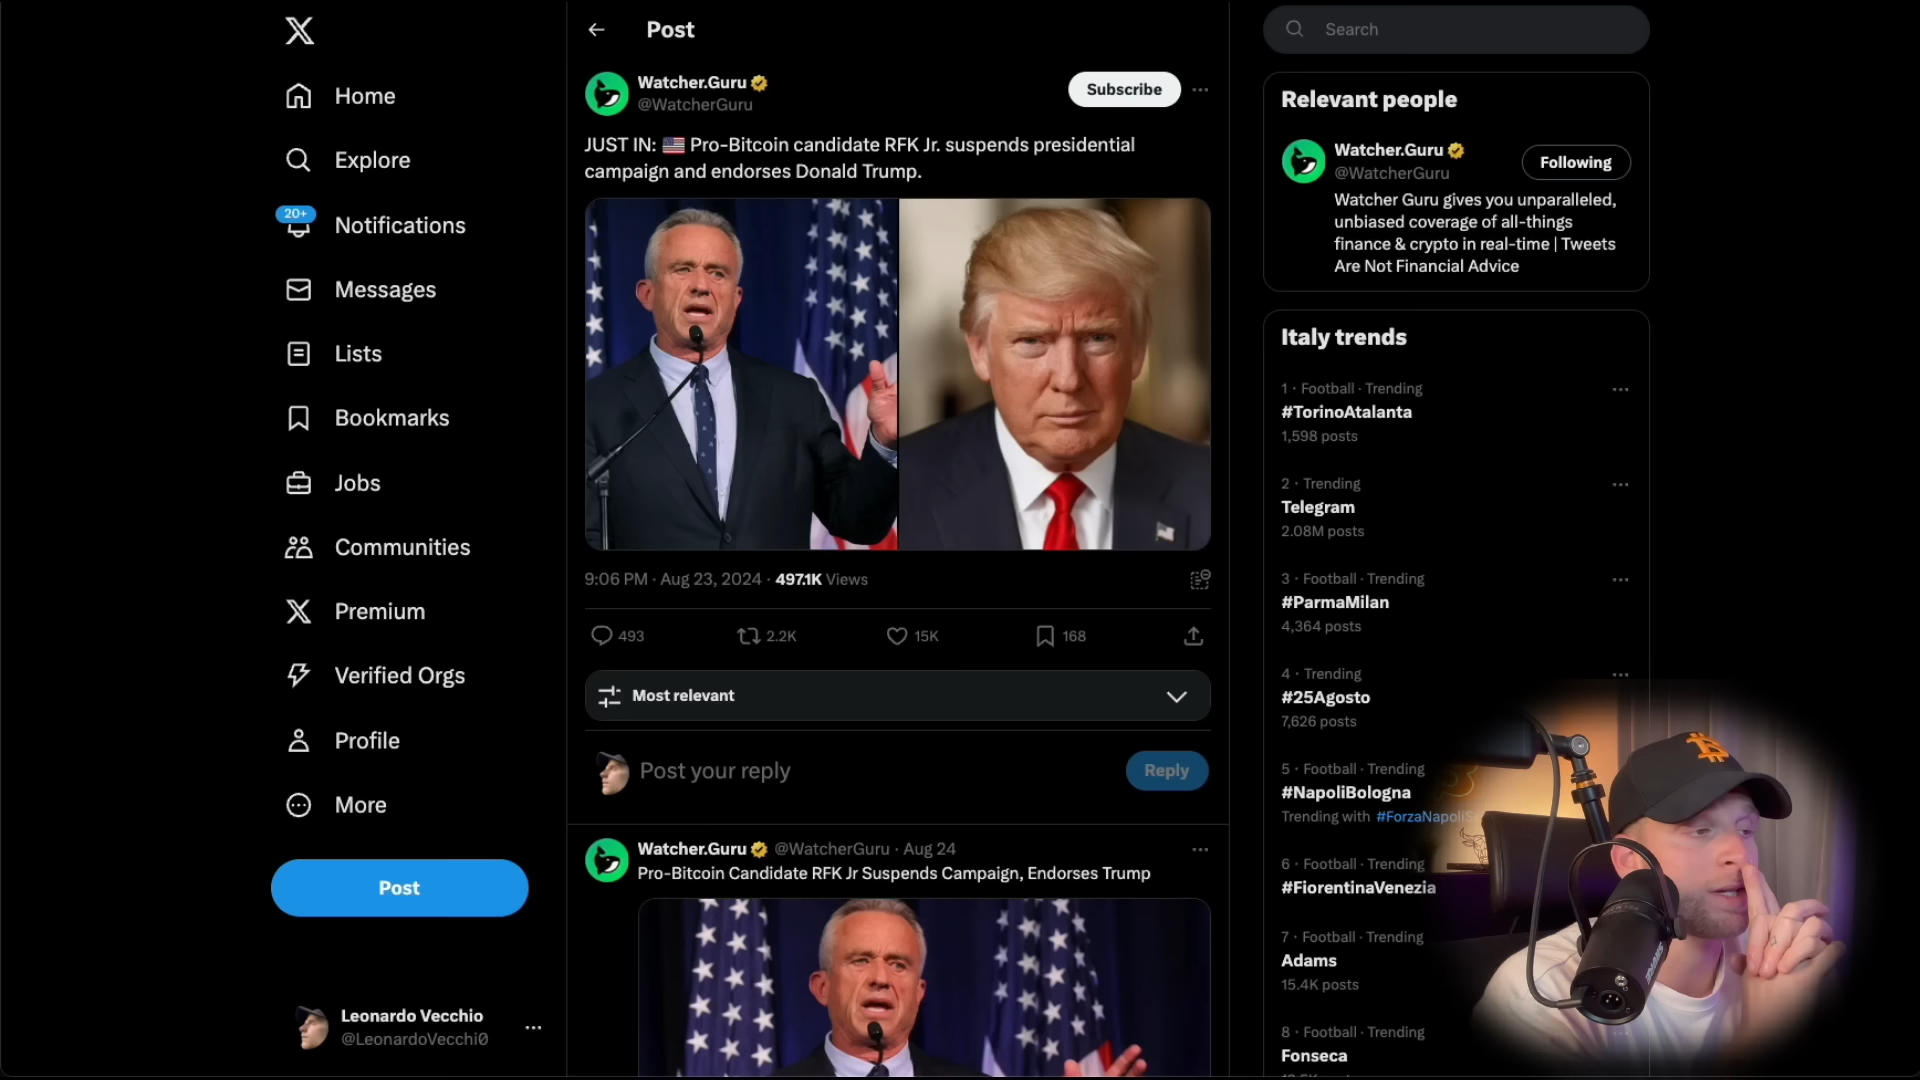 Home
Explore
20+
Notifications
Messages
Lists
Bookmarks
Jobs
Communities
Premium
Verified Orgs
Profile
More
Post
Leonardo Vecchio
@LeonardoVecchi0
Post
Watcher.Guru
@WatcherGuru
Subscribe
JUST IN: 🇺🇸 Pro-Bitcoin candidate RFK Jr. suspends presidential
campaign and endorses Donald Trump.
9:06 PM · Aug 23, 2024 · 497.1K Views
493
2.2K
15K
168
Most relevant
Post your reply
Reply
Watcher.Guru @WatcherGuru · Aug 24
Pro-Bitcoin Candidate RFK Jr Suspends Campaign, Endorses Trump
Search
Relevant people
Watcher.Guru
@WatcherGuru
Following
Watcher Guru gives you unparalleled,
unbiased coverage of all-things
finance & crypto in real-time | Tweets
Are Not Financial Advice
Italy trends
1 · Football · Trending
#TorinoAtalanta
1,598 posts
2 · Trending
Telegram
2.08M posts
3 · Football · Trending
#ParmaMilan
4,364 posts
4 · Trending
#25Agosto
7,626 posts
5 · Football · Trending
#NapoliBologna
Trending with #ForzaNapoliS
6 · Football · Trending
#FiorentinaVenezia
7 · Football · Trending
Adams
15.4K posts
8 · Football · Trending
Fonseca